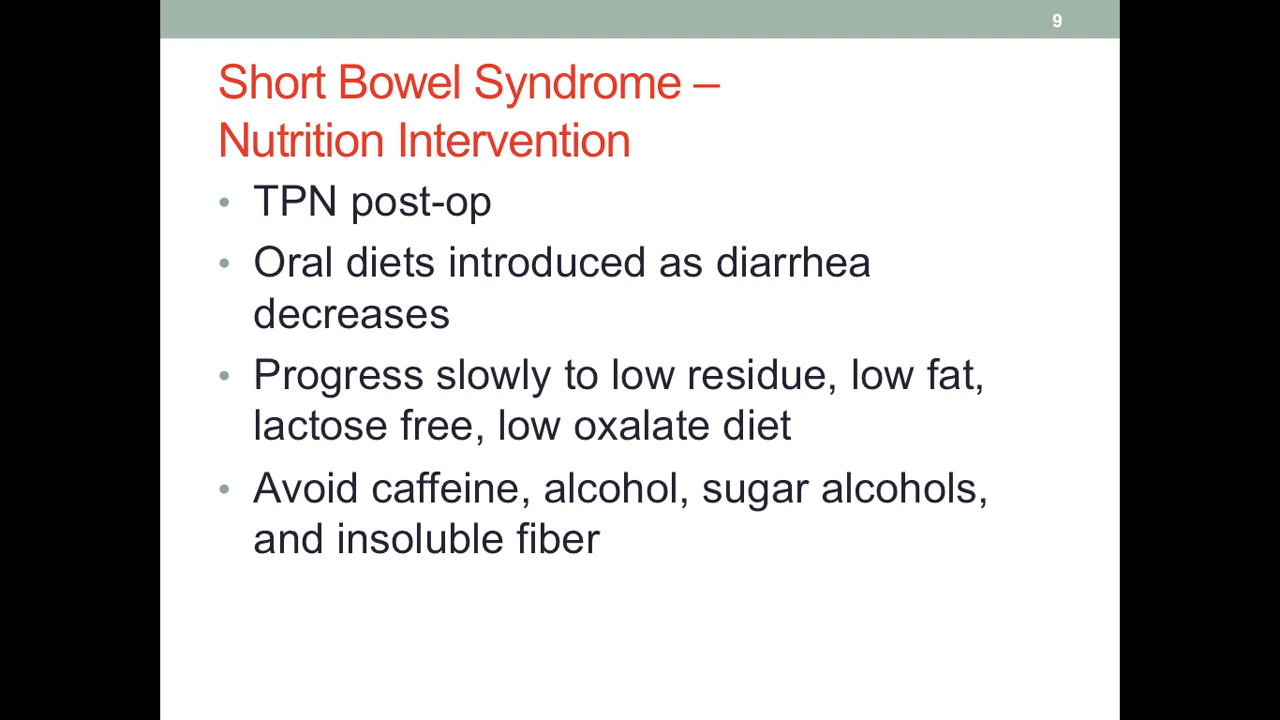 9
Short Bowel Syndrome –
Nutrition Intervention
• TPN post-op
• Oral diets introduced as diarrhea
decreases
• Progress slowly to low residue, low fat,
lactose free, low oxalate diet
• Avoid caffeine, alcohol, sugar alcohols,
and insoluble fiber